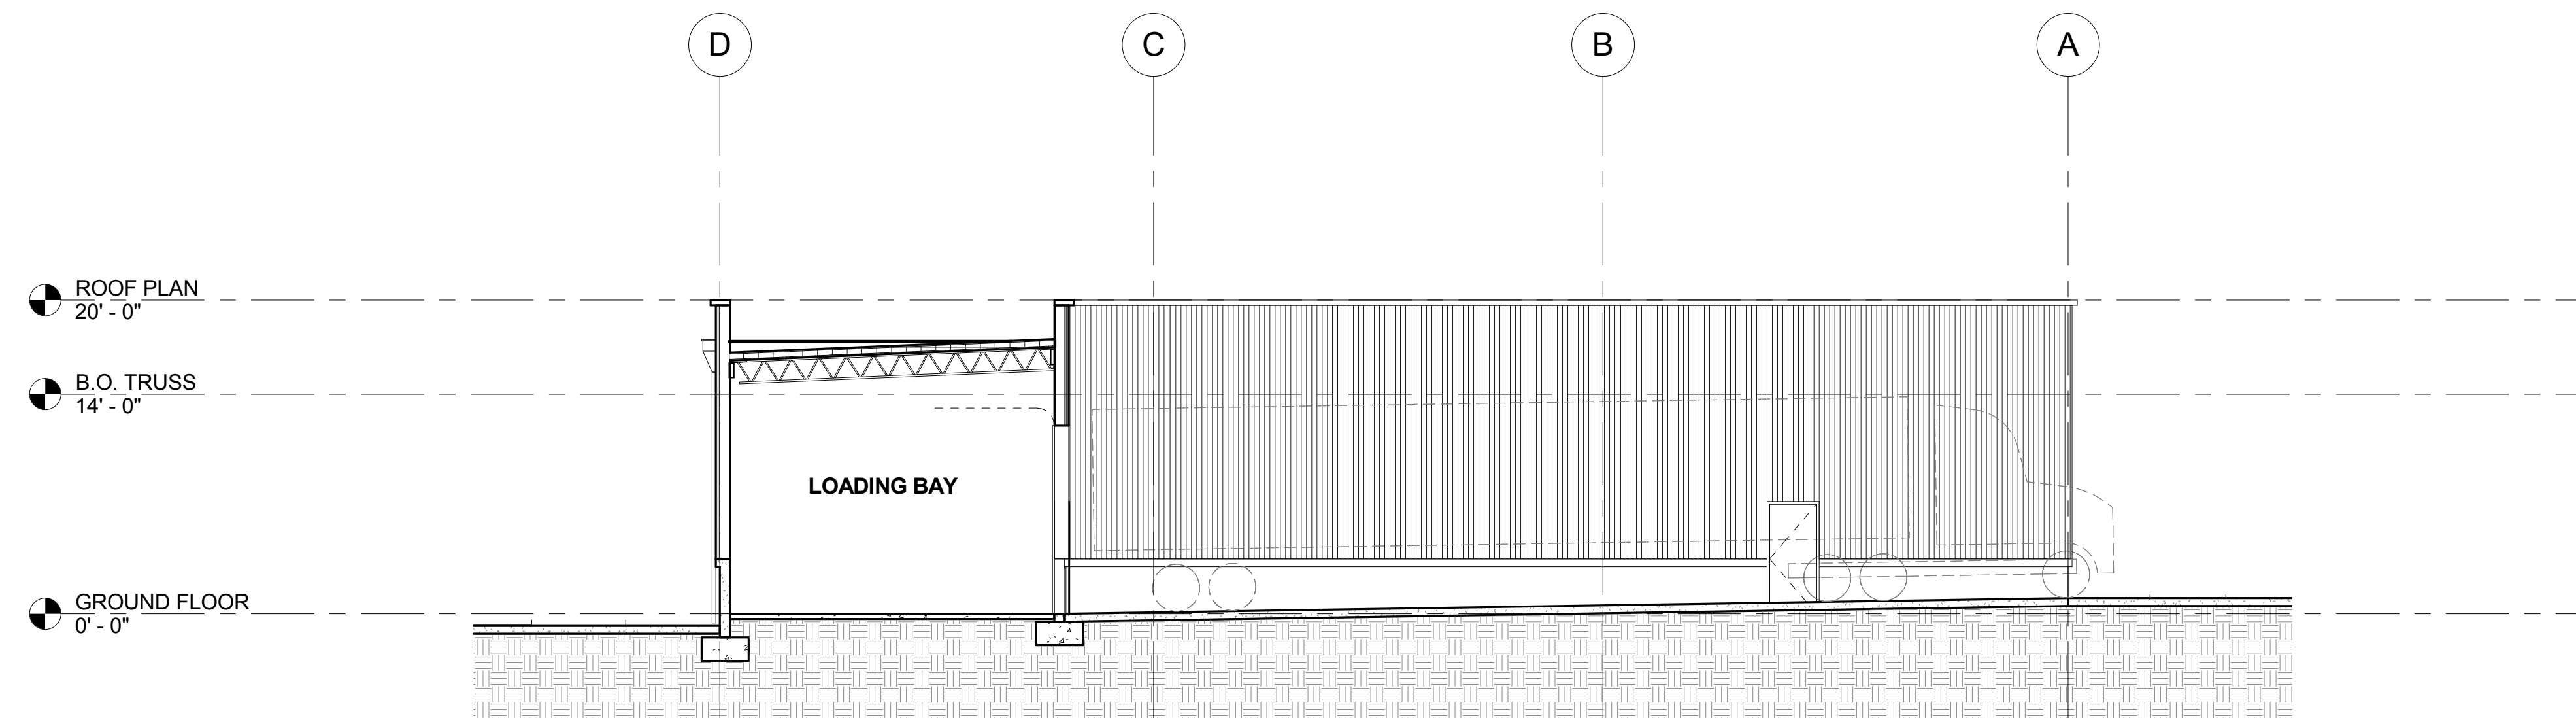 D
C
B
A
ROOF PLAN
20' - 0"
B.O. TRUSS
14' - 0"
LOADING BAY
GROUND FLOOR
0' - 0"